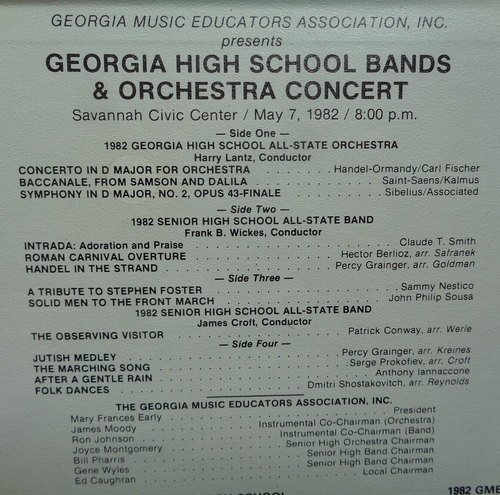 GEORGIA MUSIC EDUCATORS ASSOCIATION, INC.
presents
GEORGIA HIGH SCHOOL BANDS
& ORCHESTRA CONCERT
Savannah Civic Center / May 7, 1982 / 8:00 p.m.
— Side One —
1982 GEORGIA HIGH SCHOOL ALL-STATE ORCHESTRA
Harry Lantz, Conductor
CONCERTO IN D MAJOR FOR ORCHESTRA . . . . . . . . . . Handel-Ormandy/Carl Fischer
BACCANALE, FROM SAMSON AND DALILA . . . . . . . . . . Saint-Saens/Kalmus
SYMPHONY IN D MAJOR, NO. 2, OPUS 43-FINALE . . . . . . . . . . Sibelius/Associated
— Side Two —
1982 SENIOR HIGH SCHOOL ALL-STATE BAND
Frank B. Wickes, Conductor
INTRADA: Adoration and Praise . . . . . . . . . . Claude T. Smith
ROMAN CARNIVAL OVERTURE . . . . . . . . . . Hector Berlioz, arr. Safranek
HANDEL IN THE STRAND . . . . . . . . . . Percy Grainger, arr. Goldman
— Side Three —
A TRIBUTE TO STEPHEN FOSTER . . . . . . . . . . Sammy Nestico
SOLID MEN TO THE FRONT MARCH . . . . . . . . . . John Philip Sousa
1982 SENIOR HIGH SCHOOL ALL-STATE BAND
James Croft, Conductor
THE OBSERVING VISITOR . . . . . . . . . . Patrick Conway, arr. Werle
— Side Four —
JUTISH MEDLEY . . . . . . . . . . Percy Grainger, arr. Kreines
THE MARCHING SONG . . . . . . . . . . Serge Prokofiev, arr. Croft
AFTER A GENTLE RAIN . . . . . . . . . . Anthony Iannaccone
FOLK DANCES . . . . . . . . . . Dmitri Shostakovitch, arr. Reynolds
THE GEORGIA MUSIC EDUCATORS ASSOCIATION, INC.
Mary Frances Early . . . . . . . . . . President
James Moody . . . . . . . . . . Instrumental Co-Chairman (Orchestra)
Ron Johnson . . . . . . . . . . Instrumental Co-Chairman (Band)
Joyce Montgomery . . . . . . . . . . Senior High Orchestra Chairman
Bill Pharris . . . . . . . . . . Senior High Band Chairman
Gene Wyles . . . . . . . . . . Senior High Band Chairman
Ed Caughran . . . . . . . . . . Local Chairman
1982 GME
SCHOOL